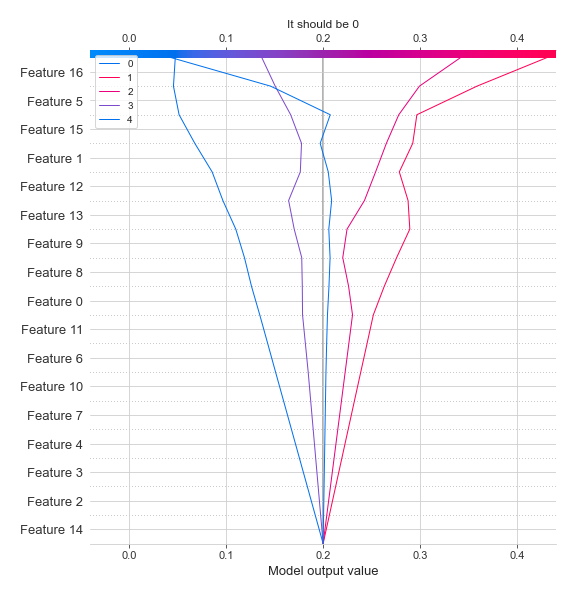 It should be 0
0.0 0.1 0.2 0.3 0.4
0
1
2
3
4
Feature 16
Feature 5
Feature 15
Feature 1
Feature 12
Feature 13
Feature 9
Feature 8
Feature 0
Feature 11
Feature 6
Feature 10
Feature 7
Feature 4
Feature 3
Feature 2
Feature 14
0.0 0.1 0.2 0.3 0.4
Model output value